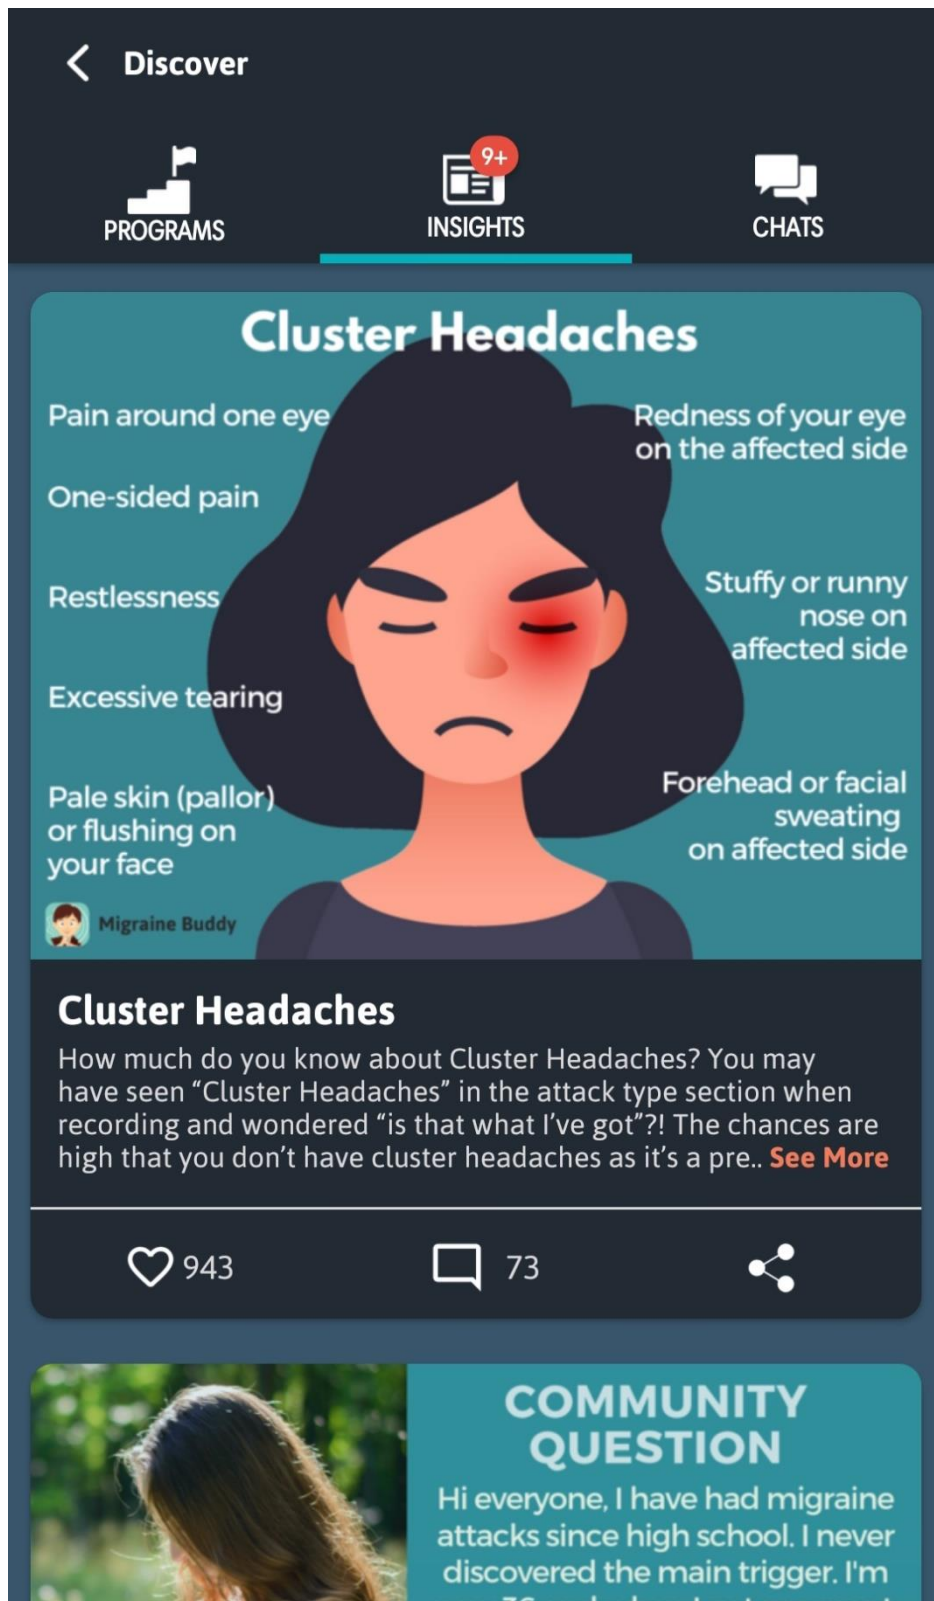 Discover
9+
PROGRAMS
INSIGHTS
CHATS
Cluster Headaches
Pain around one eye
One-sided pain
Restlessness
Excessive tearing
Pale skin (pallor)
or flushing on
your face
Redness of your eye
on the affected side
Stuffy or runny
nose on
affected side
Forehead or facial
sweating
on affected side
Migraine Buddy
Cluster Headaches
How much do you know about Cluster Headaches? You may
have seen “Cluster Headaches” in the attack type section when
recording and wondered “is that what I’ve got”?! The chances are
high that you don’t have cluster headaches as it’s a pre.. See More
943
73
COMMUNITY
QUESTION
Hi everyone, I have had migraine
attacks since high school. I never
discovered the main trigger. I'm